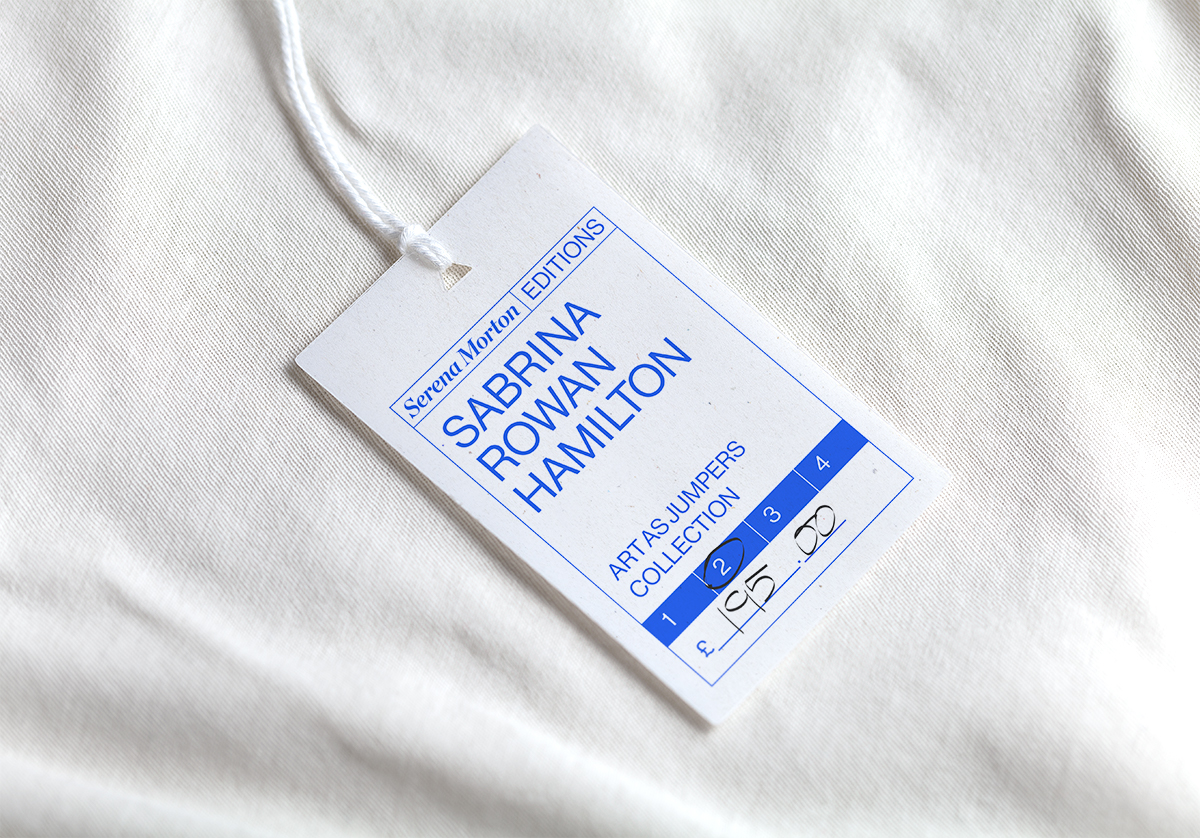 Serena Morton EDITIONS
SABRINA
ROWAN
HAMILTON
ART AS JUMPERS
COLLECTION
1 2 3 4
£ 195.00